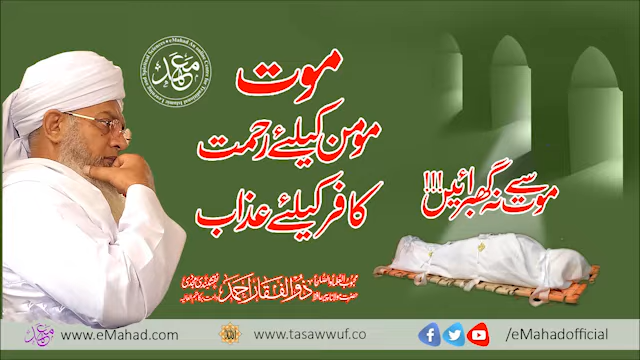 موت
مومن کیلئے رحمت
کافر کیلئے عذاب
موت سے نہ گھبرائیں!!!
ذوالفقار احمد
www.eMahad.com
www.tasawwuf.co
/eMahadofficial